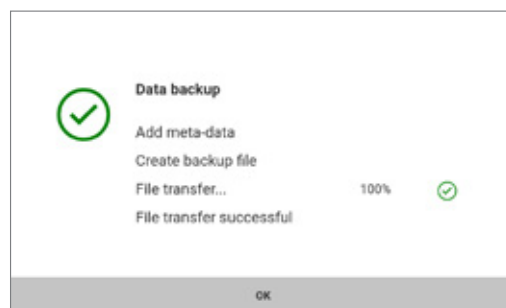 Data backup
Add meta-data
Create backup file
File transfer... 100%
File transfer successful
OK